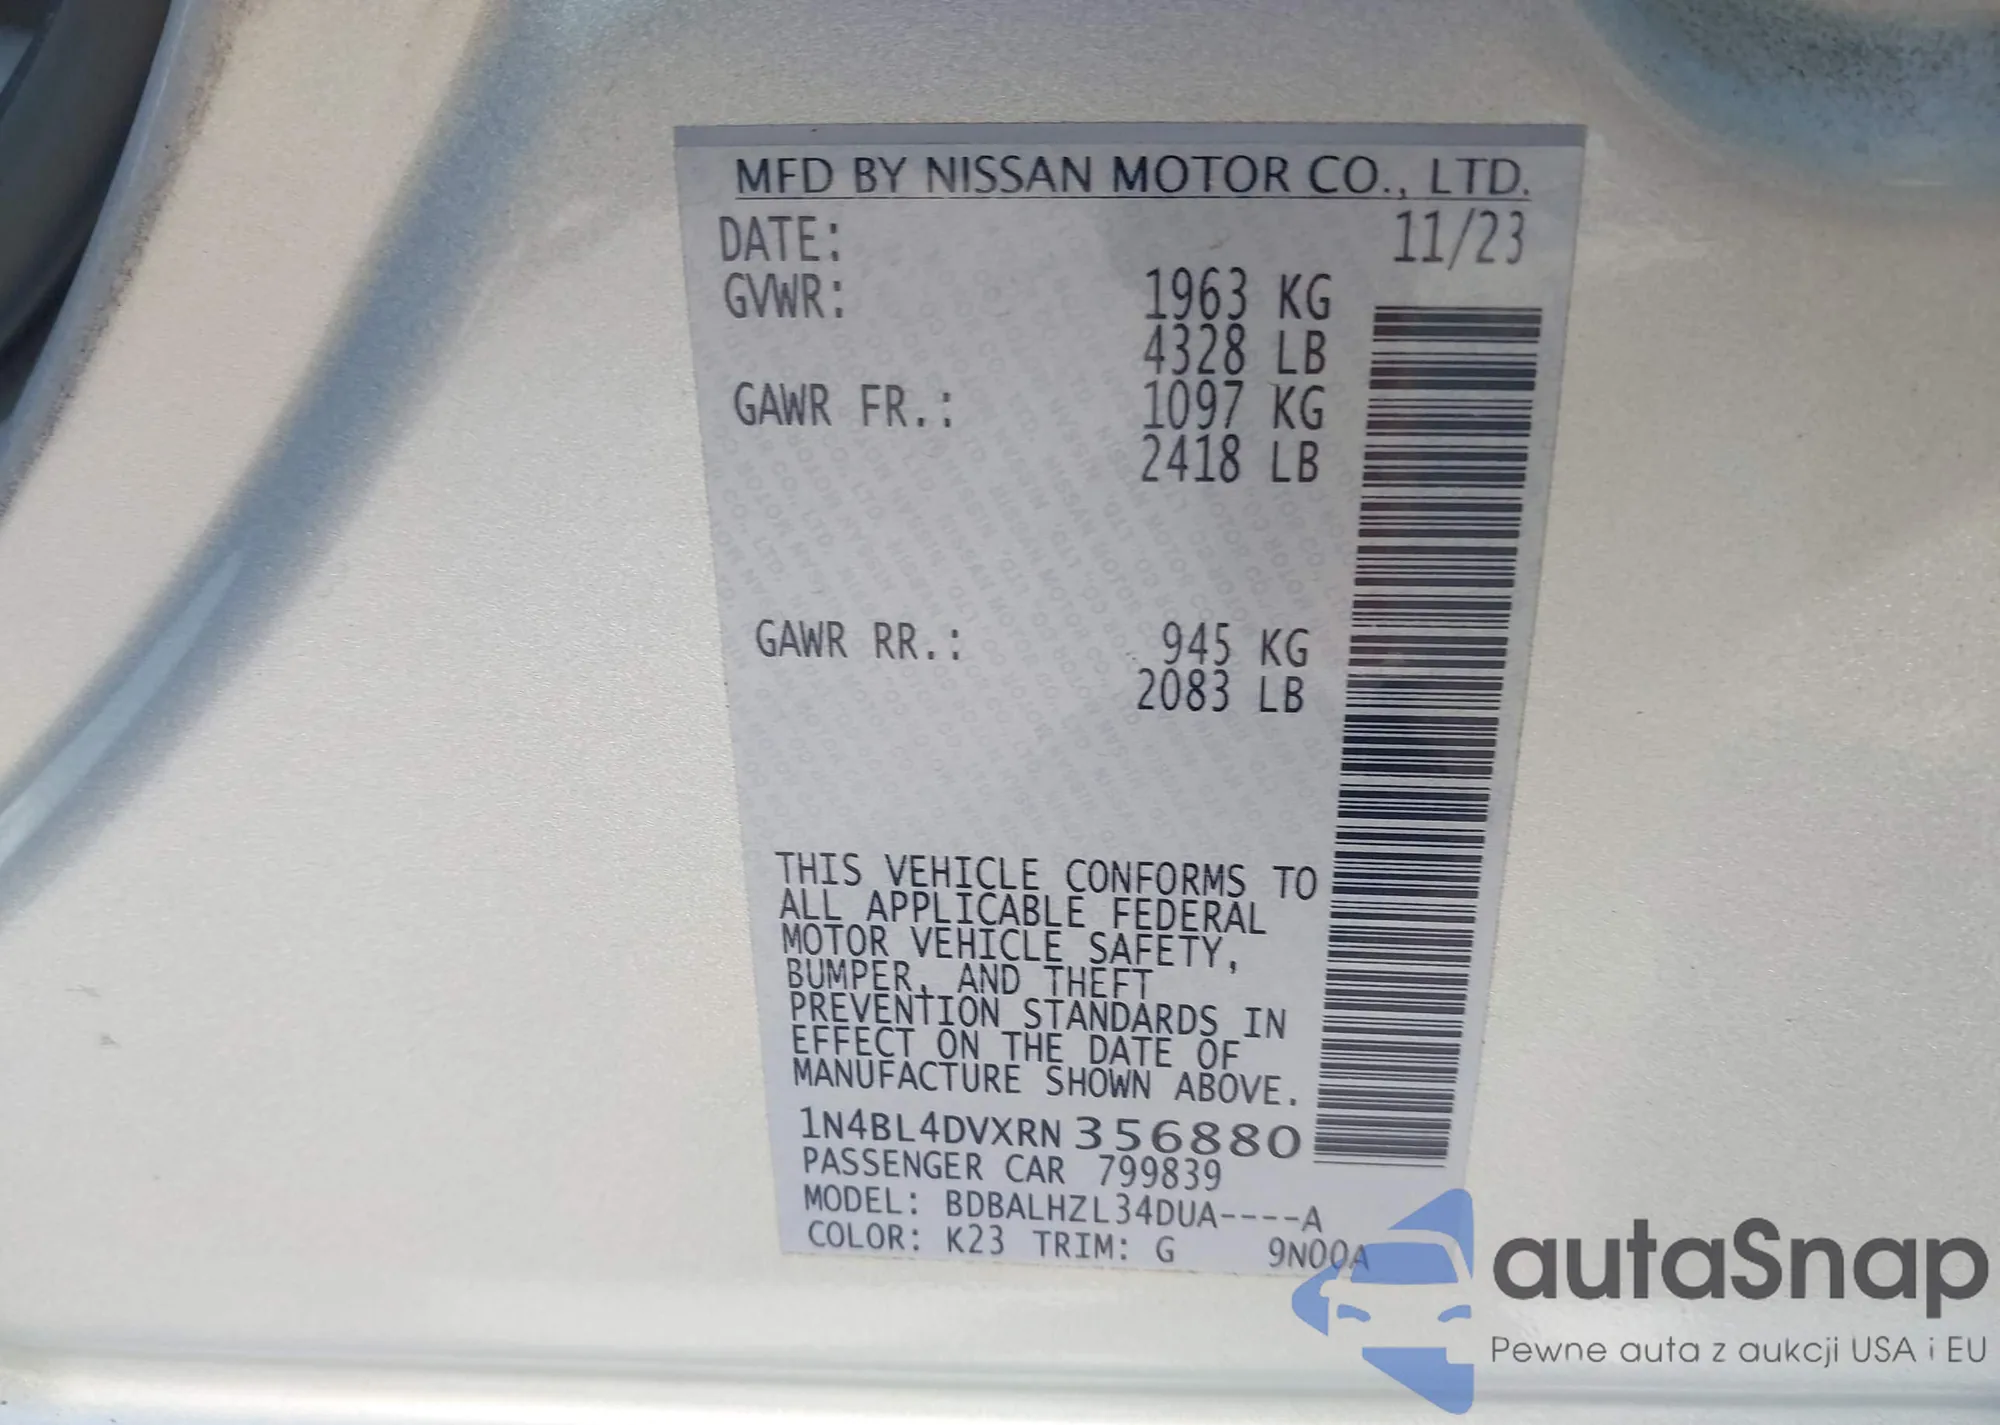 MFD BY NISSAN MOTOR CO., LTD.
DATE: 11/23
GVWR: 1963 KG
4328 LB
GAWR FR.: 1097 KG
2418 LB
GAWR RR.: 945 KG
2083 LB
THIS VEHICLE CONFORMS TO
ALL APPLICABLE FEDERAL
MOTOR VEHICLE SAFETY,
BUMPER, AND THEFT
PREVENTION STANDARDS IN
EFFECT ON THE DATE OF
MANUFACTURE SHOWN ABOVE.
1N4BL4DVXRN356880
PASSENGER CAR 799839
MODEL: BDBALHZL34DUA----A
COLOR: K23 TRIM: G 9N00A
autaSnap
Pewne auta z aukcji USA i EU